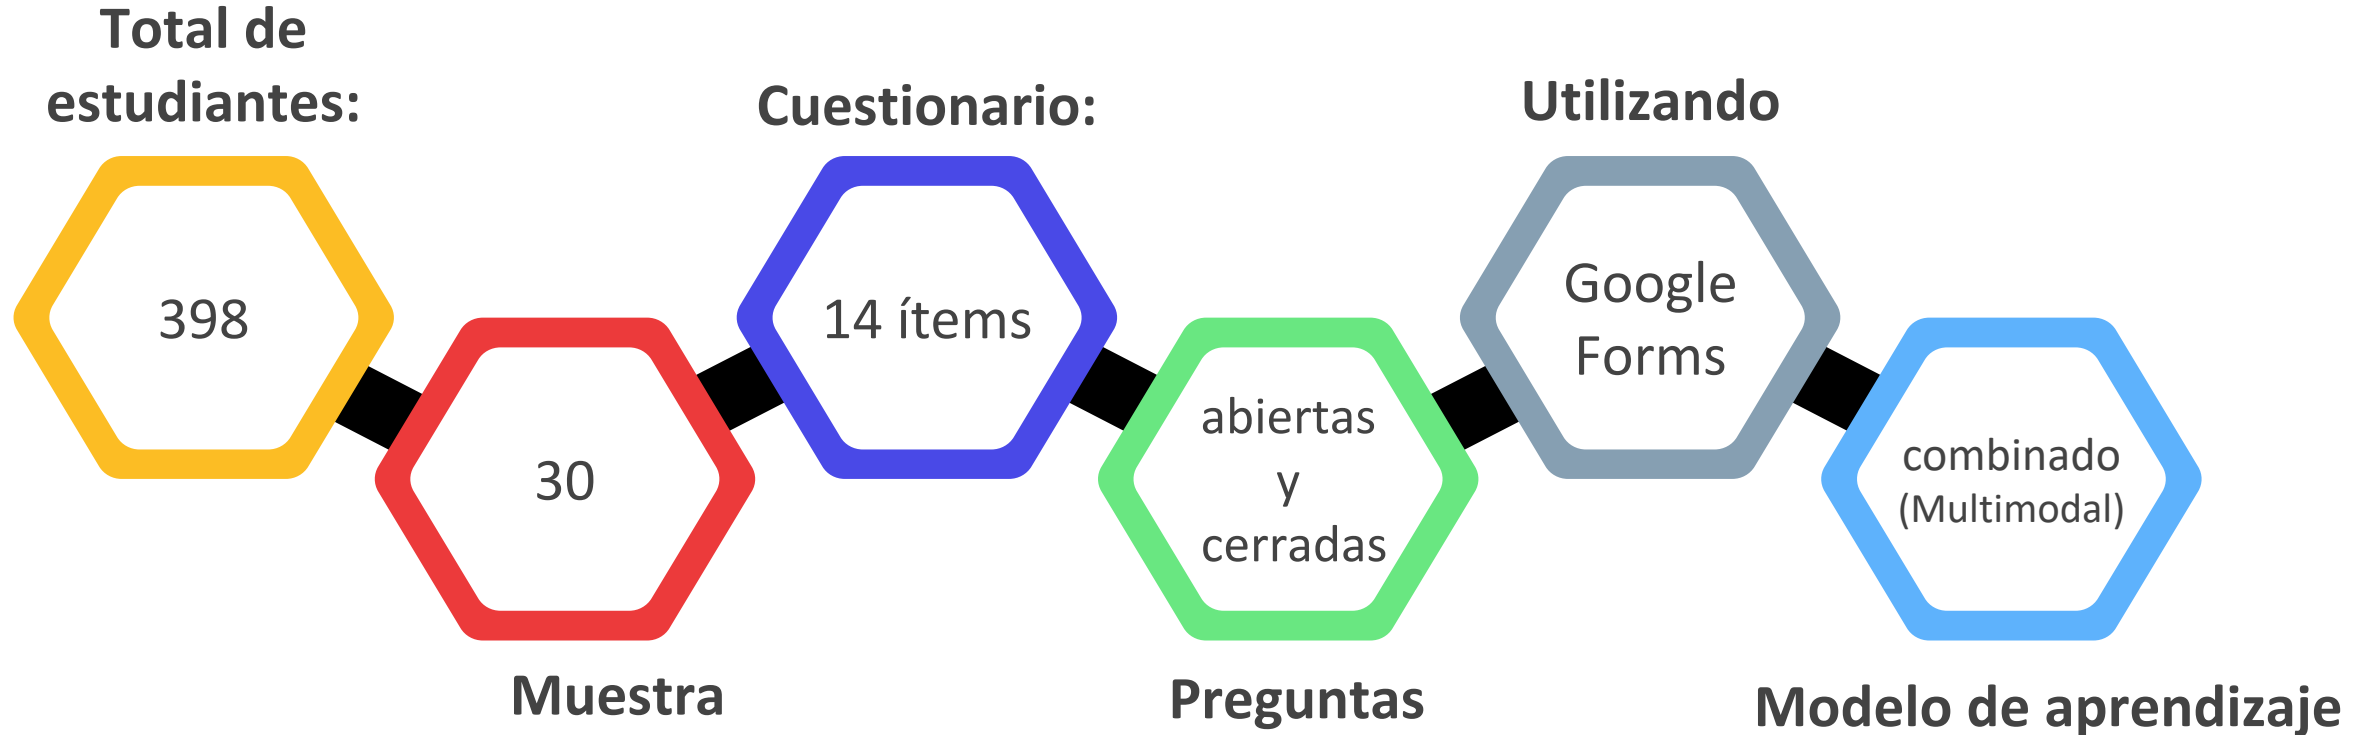 Total de
estudiantes:
398
30
Muestra
Cuestionario:
14 ítems
abiertas
y
cerradas
Preguntas
Utilizando
Google
Forms
combinado
(Multimodal)
Modelo de aprendizaje